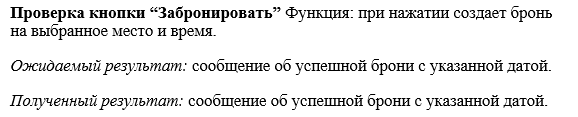 Проверка кнопки “Забронировать” Функция: при нажатии создает бронь
на выбранное место и время.
Ожидаемый результат: сообщение об успешной брони с указанной датой.
Полученный результат: сообщение об успешной брони с указанной датой.